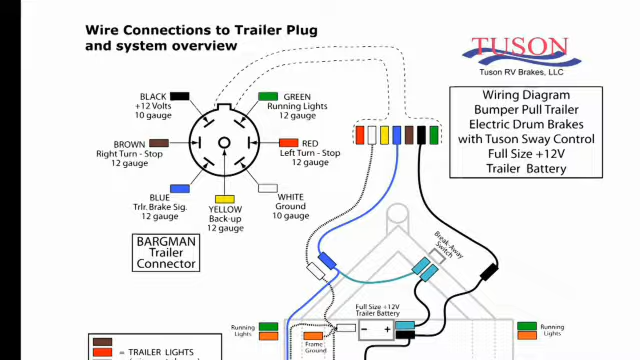 Wire Connections to Trailer Plug
and system overview
TUSON
Tuson RV Brakes, LLC
Wiring Diagram
Bumper Pull Trailer
Electric Drum Brakes
with Tuson Sway Control
Full Size +12V
Trailer Battery
BLACK
+12 Volts
10 gauge
GREEN
Running Lights
12 gauge
BROWN
Right Turn - Stop
12 gauge
RED
Left Turn - Stop
12 gauge
BLUE
Trlr. Brake Sig.
12 gauge
YELLOW
Back-up
12 gauge
WHITE
Ground
10 gauge
BARGMAN
Trailer
Connector
Break-Away
Switch
Full Size +12V
Trailer Battery
− +
Running
Lights
Frame
Ground
Running
Lights
= TRAILER LIGHTS